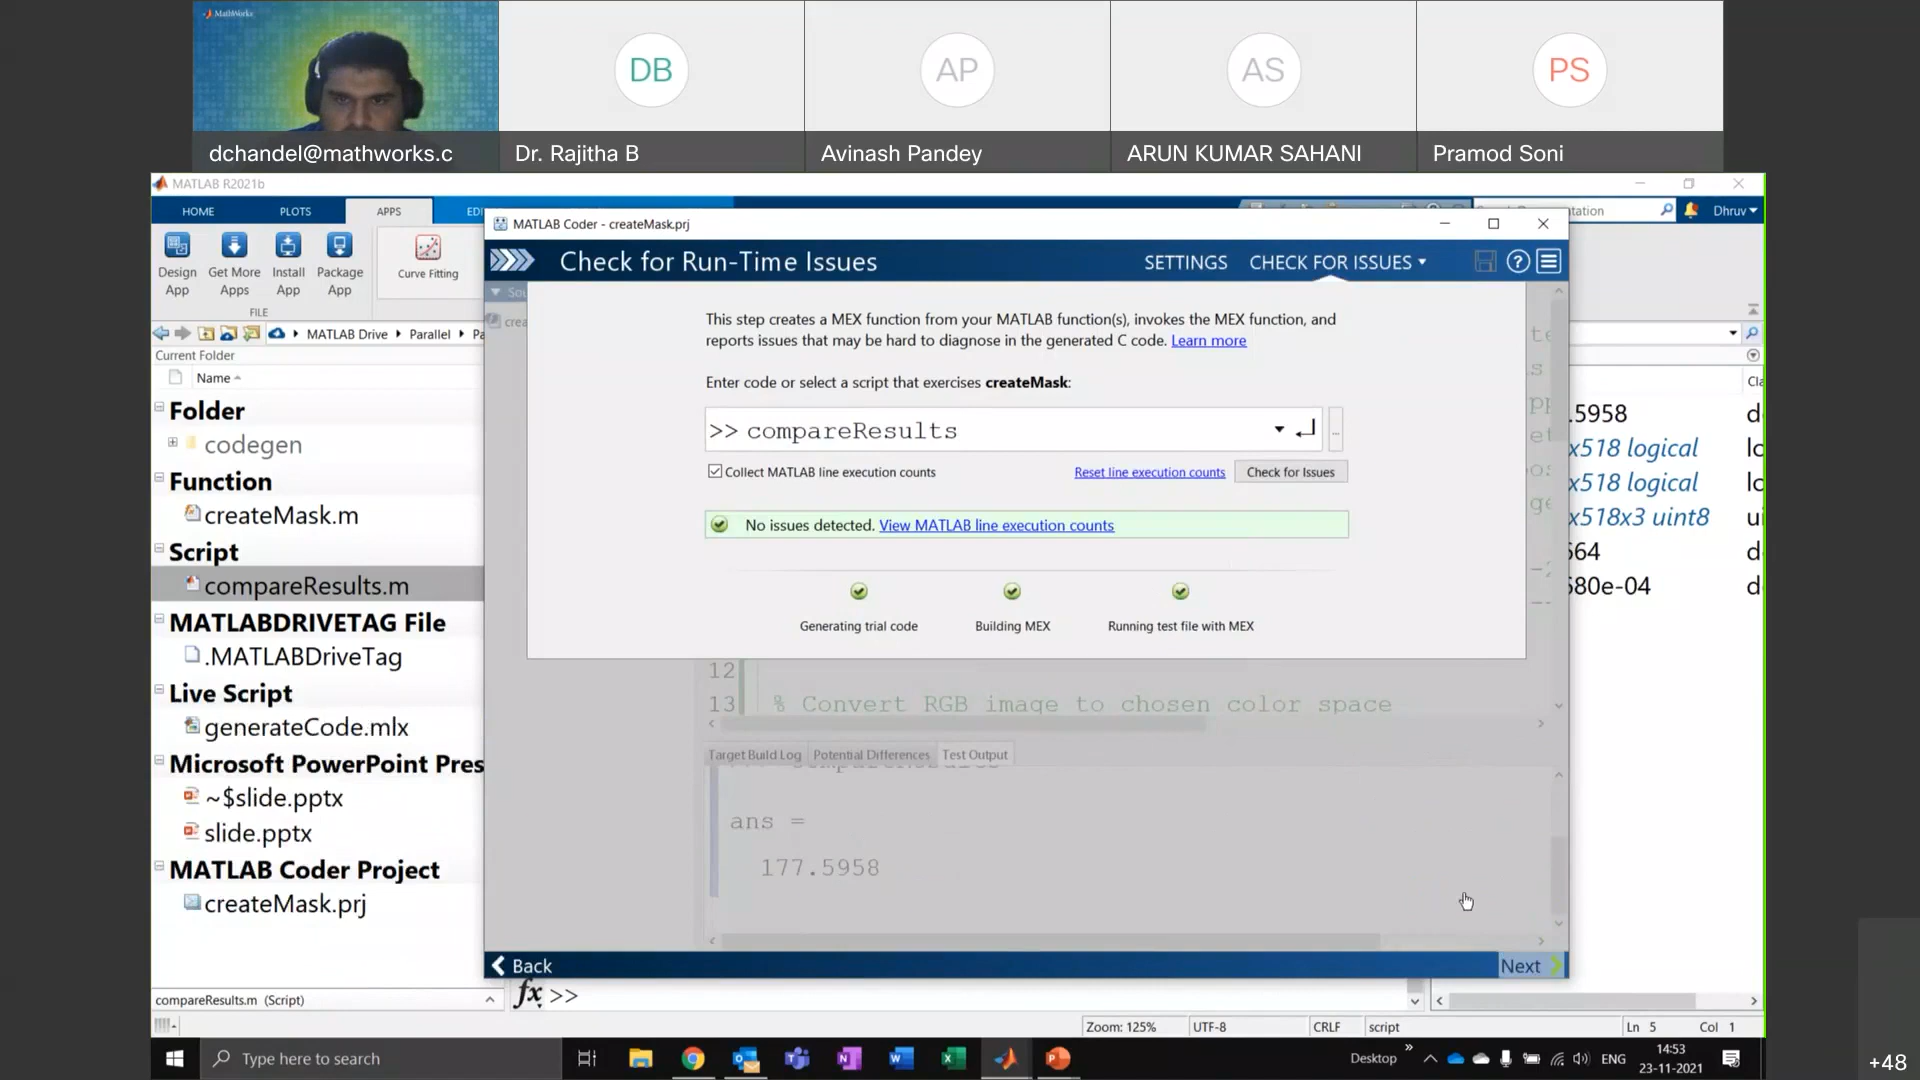 MathWorks
DB
AP
AS
PS
dchandel@mathworks.c
Dr. Rajitha B
Avinash Pandey
ARUN KUMAR SAHANI
Pramod Soni
MATLAB R2021b
HOME
PLOTS
APPS
Dhruv
Design App
Get More Apps
Install App
Package App
Curve Fitting
FILE
MATLAB Drive
Parallel
Current Folder
Name
Folder
codegen
Function
createMask.m
Script
compareResults.m
MATLABDRIVETAG File
.MATLABDriveTag
Live Script
generateCode.mlx
Microsoft PowerPoint Pres
~$slide.pptx
slide.pptx
MATLAB Coder Project
createMask.prj
compareResults.m (Script)
MATLAB Coder - createMask.prj
Check for Run-Time Issues
SETTINGS
CHECK FOR ISSUES
This step creates a MEX function from your MATLAB function(s), invokes the MEX function, and
reports issues that may be hard to diagnose in the generated C code. Learn more
Enter code or select a script that exercises createMask:
>> compareResults
Collect MATLAB line execution counts
Reset line execution counts
Check for Issues
No issues detected. View MATLAB line execution counts
Generating trial code
Building MEX
Running test file with MEX
12
13 % Convert RGB image to chosen color space
Target Build Log
Potential Differences
Test Output
ans =
177.5958
Back
Next
fx >>
.5958
x518 logical
x518 logical
x518x3 uint8
564
580e-04
Zoom: 125%
UTF-8
CRLF
script
Ln 5
Col 1
Type here to search
Desktop
ENG
14:53
23-11-2021
+48